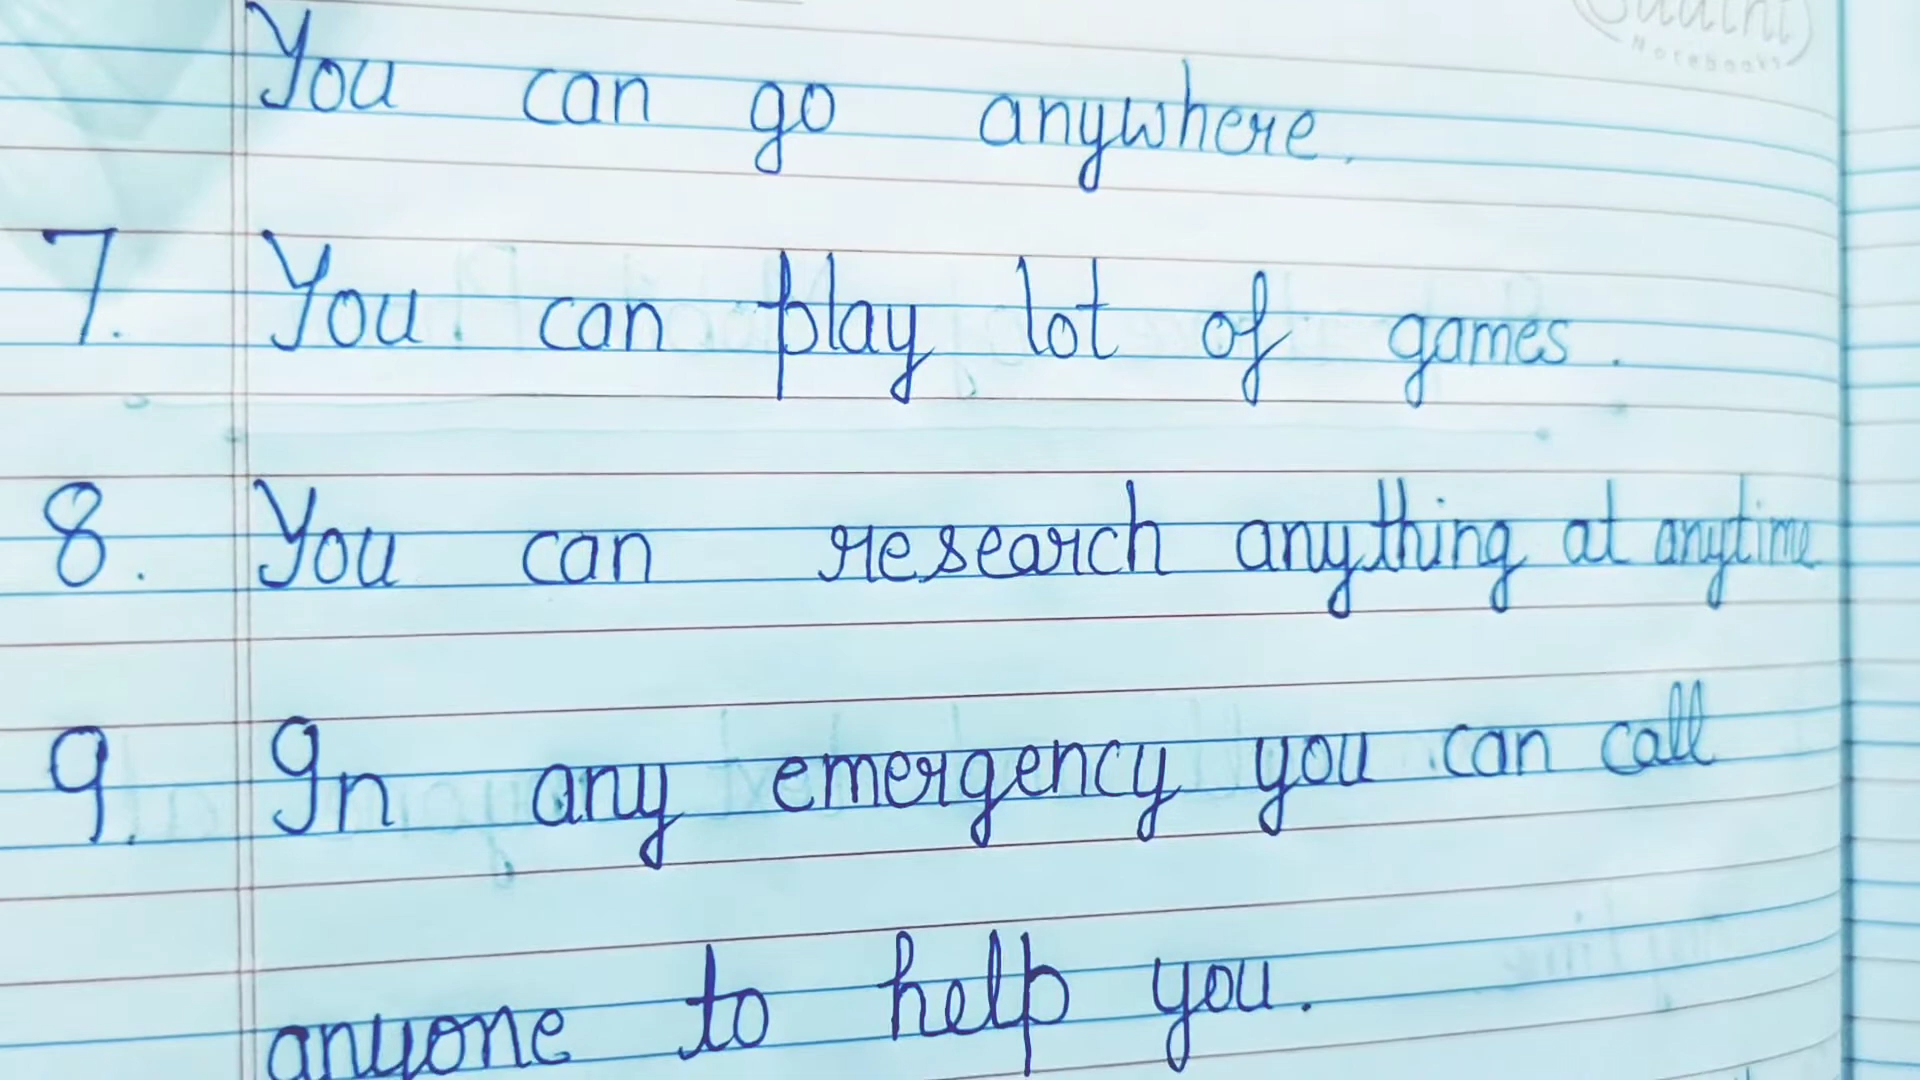 You can go anywhere.
7. You can play lot of games.
8. You can research anything at anytime
9. In any emergency you can call
anyone to help you.